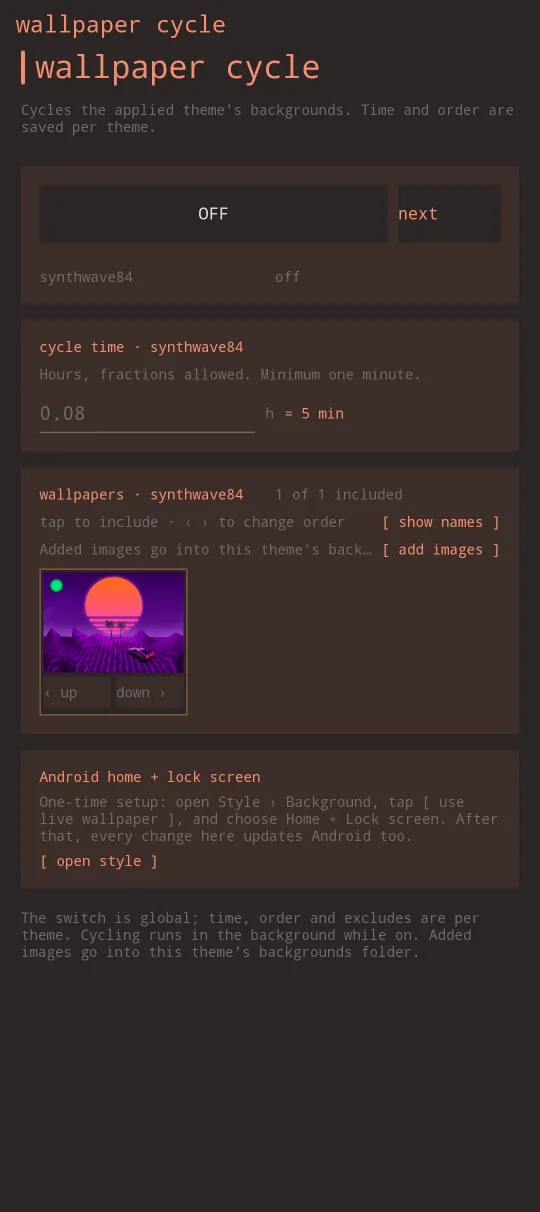 wallpaper cycle
wallpaper cycle
Cycles the applied theme's backgrounds. Time and order are
saved per theme.
OFF
next
synthwave84 off
cycle time · synthwave84
Hours, fractions allowed. Minimum one minute.
0.08 h = 5 min
wallpapers · synthwave84 1 of 1 included
tap to include · ‹ › to change order [ show names ]
Added images go into this theme's back… [ add images ]
‹ up down ›
Android home + lock screen
One-time setup: open Style › Background, tap [ use
live wallpaper ], and choose Home + Lock screen. After
that, every change here updates Android too.
[ open style ]
The switch is global; time, order and excludes are per
theme. Cycling runs in the background while on. Added
images go into this theme's backgrounds folder.